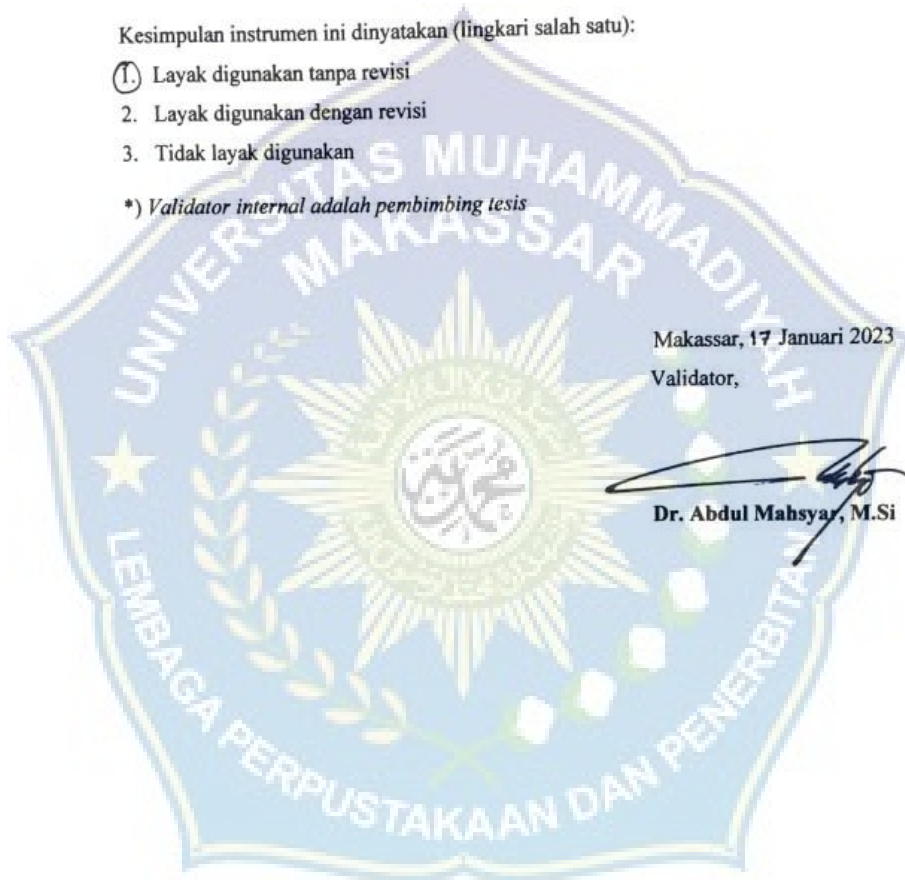 Kesimpulan instrumen ini dinyatakan (lingkari salah satu):
1. Layak digunakan tanpa revisi
2. Layak digunakan dengan revisi
3. Tidak layak digunakan
*) Validator internal adalah pembimbing tesis
UNIVERSITAS MUHAMMADIYAH
MAKASSAR
Makassar, 17 Januari 2023
Validator,
Dr. Abdul Mahsyar, M.Si
LEMBAGA PERPUSTAKAAN DAN PENERBITAN